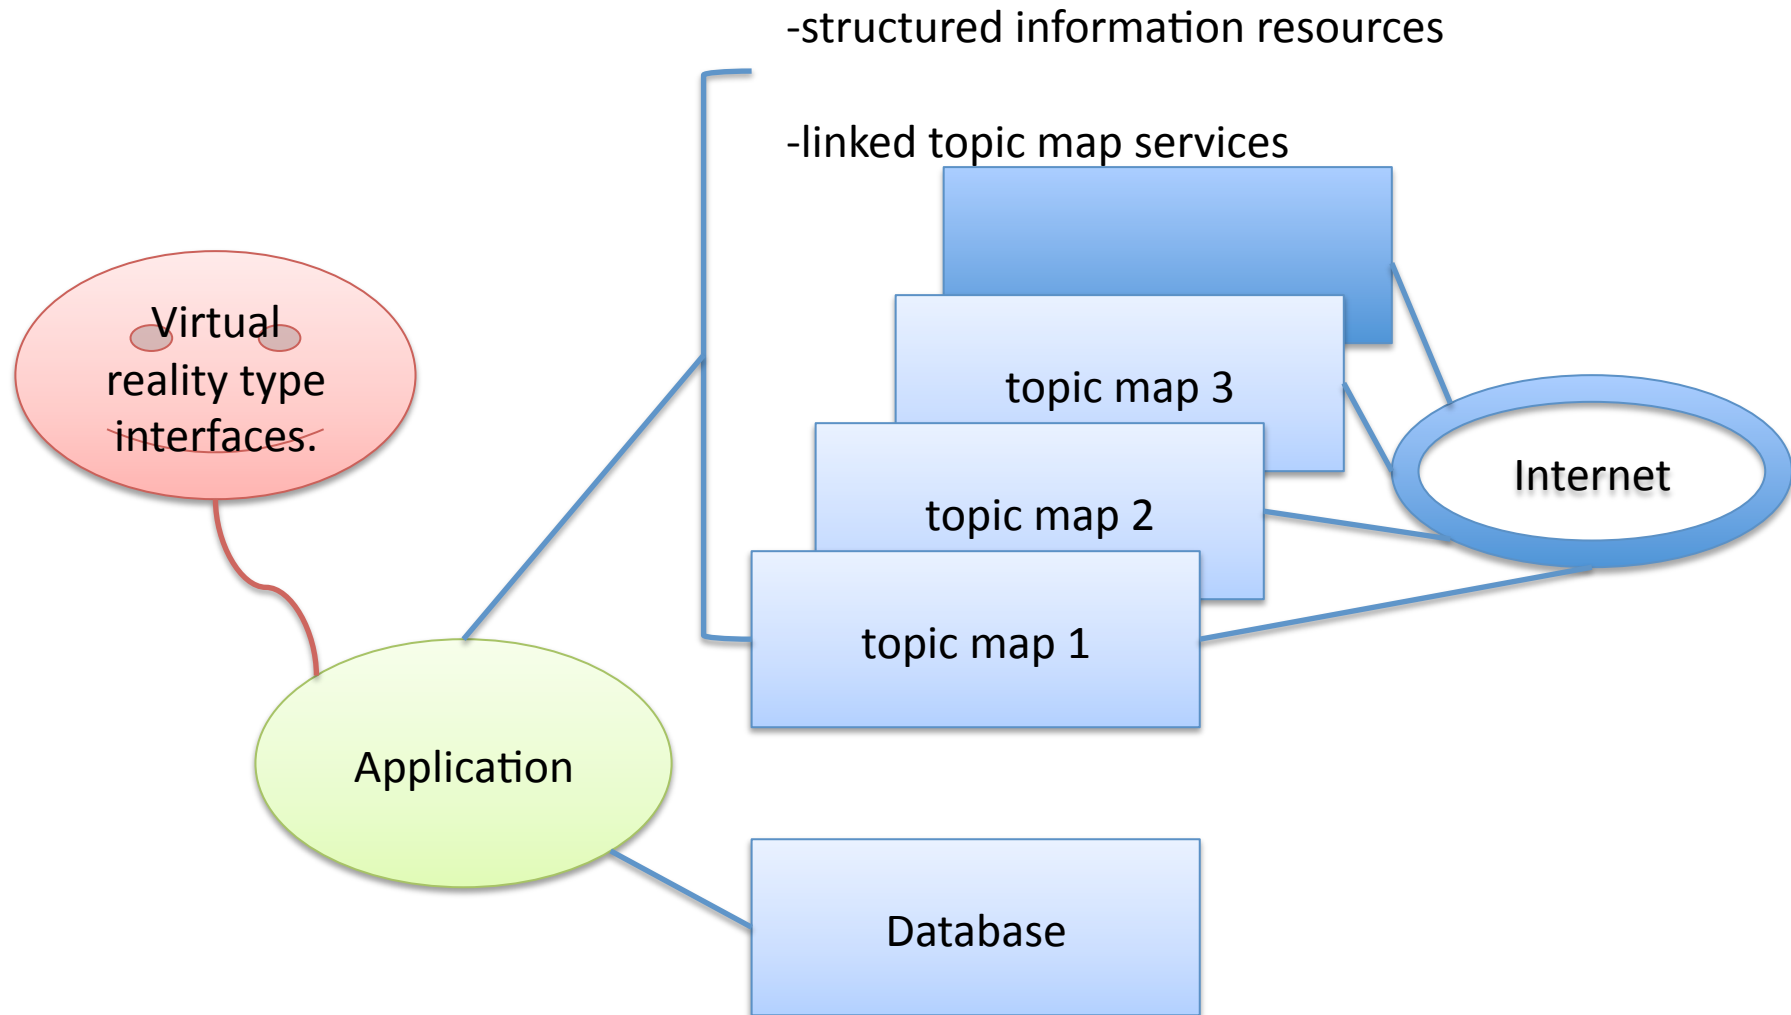 -structured information resources
-linked topic map services
Virtual
reality type
interfaces.
topic map 3
Internet
topic map 2
topic map 1
Application
Database